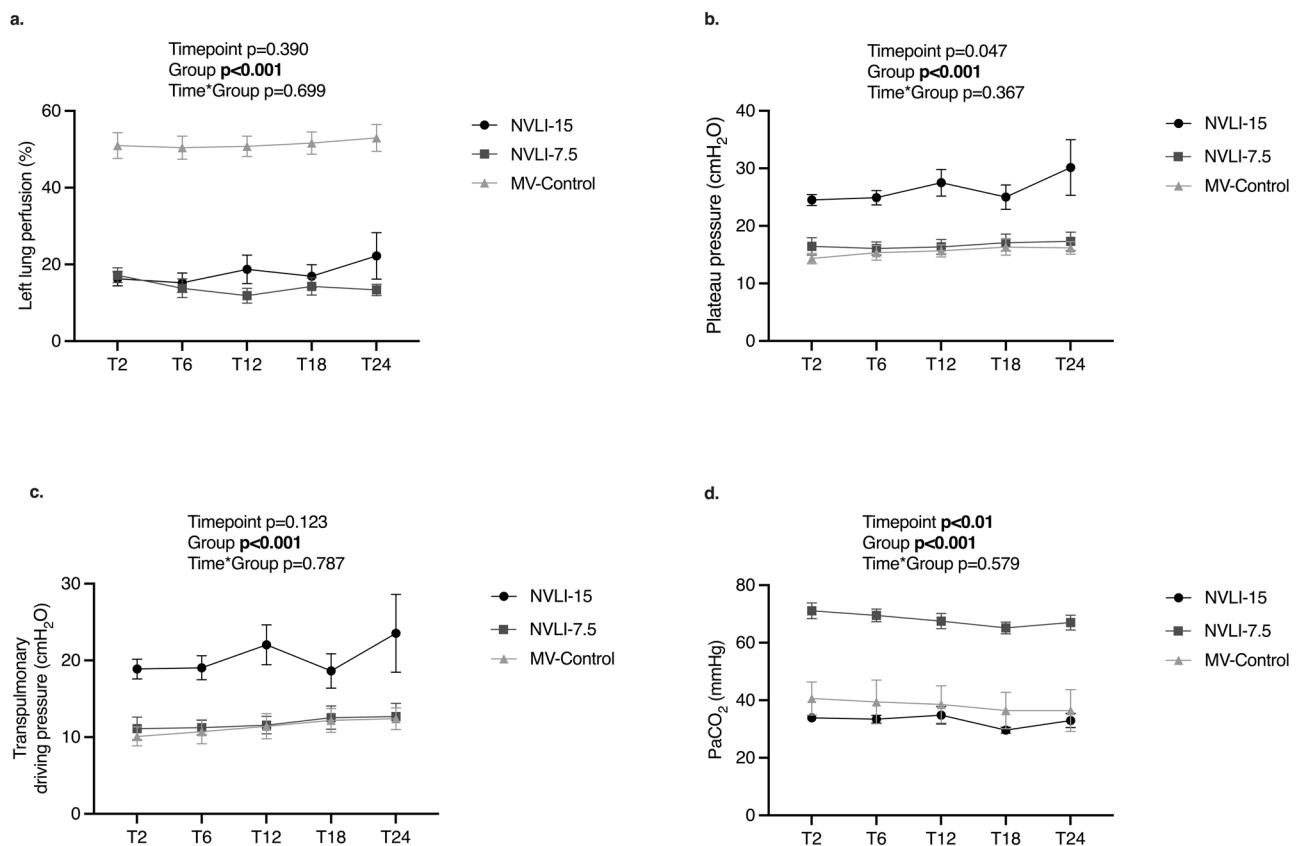 a.
Timepoint p=0.390
Group p<0.001
Time*Group p=0.699
60
40
20
0
Left lung perfusion (%)
T2 T6 T12 T18 T24
NVLI-15
NVLI-7.5
MV-Control
b.
Timepoint p=0.047
Group p<0.001
Time*Group p=0.367
40
30
20
10
0
Plateau pressure (cmH₂O)
T2 T6 T12 T18 T24
NVLI-15
NVLI-7.5
MV-Control
c.
Timepoint p=0.123
Group p<0.001
Time*Group p=0.787
30
20
10
0
Transpulmonary
driving pressure (cmH₂O)
T2 T6 T12 T18 T24
NVLI-15
NVLI-7.5
MV-Control
d.
Timepoint p<0.01
Group p<0.001
Time*Group p=0.579
80
60
40
20
0
PaCO₂ (mmHg)
T2 T6 T12 T18 T24
NVLI-15
NVLI-7.5
MV-Control